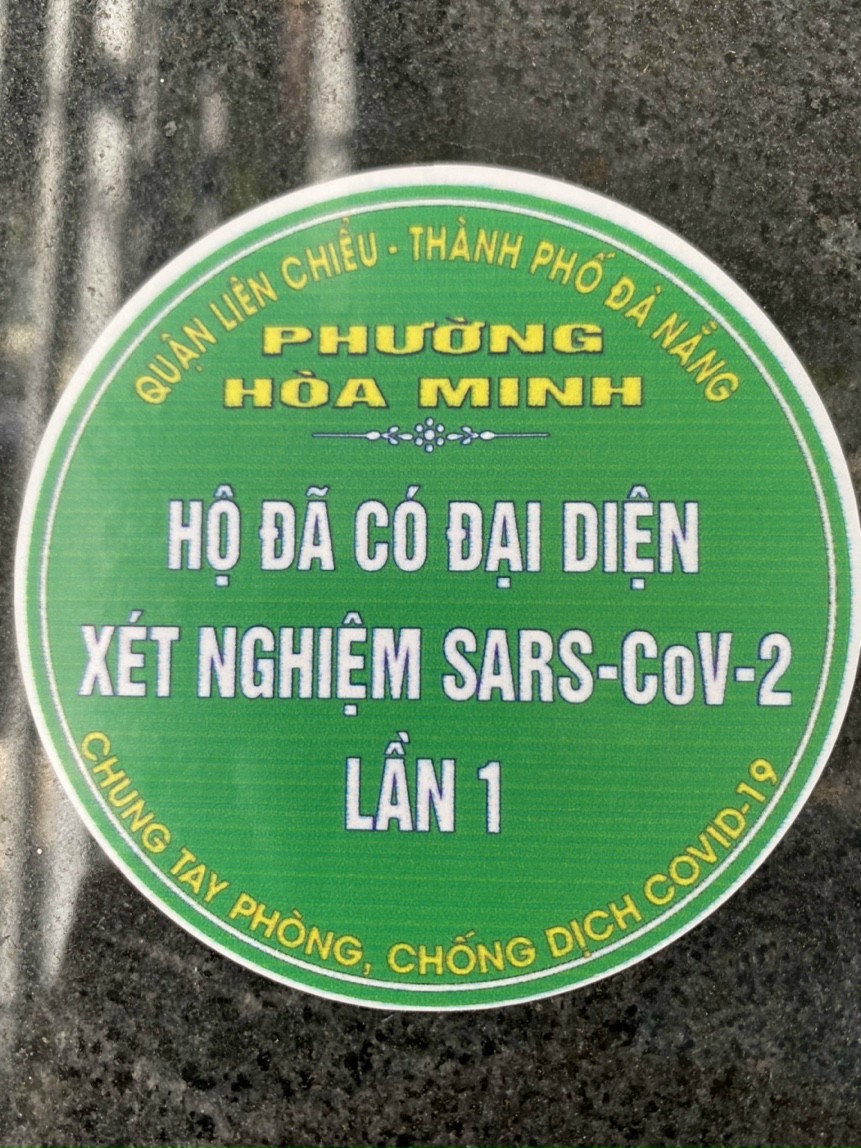 QUẬN LIÊN CHIỂU - THÀNH PHỐ ĐÀ NẴNG
PHƯỜNG
HÒA MINH
HỘ ĐÃ CÓ ĐẠI DIỆN
XÉT NGHIỆM SARS-CoV-2
LẦN 1
CHUNG TAY PHÒNG, CHỐNG DỊCH COVID-19